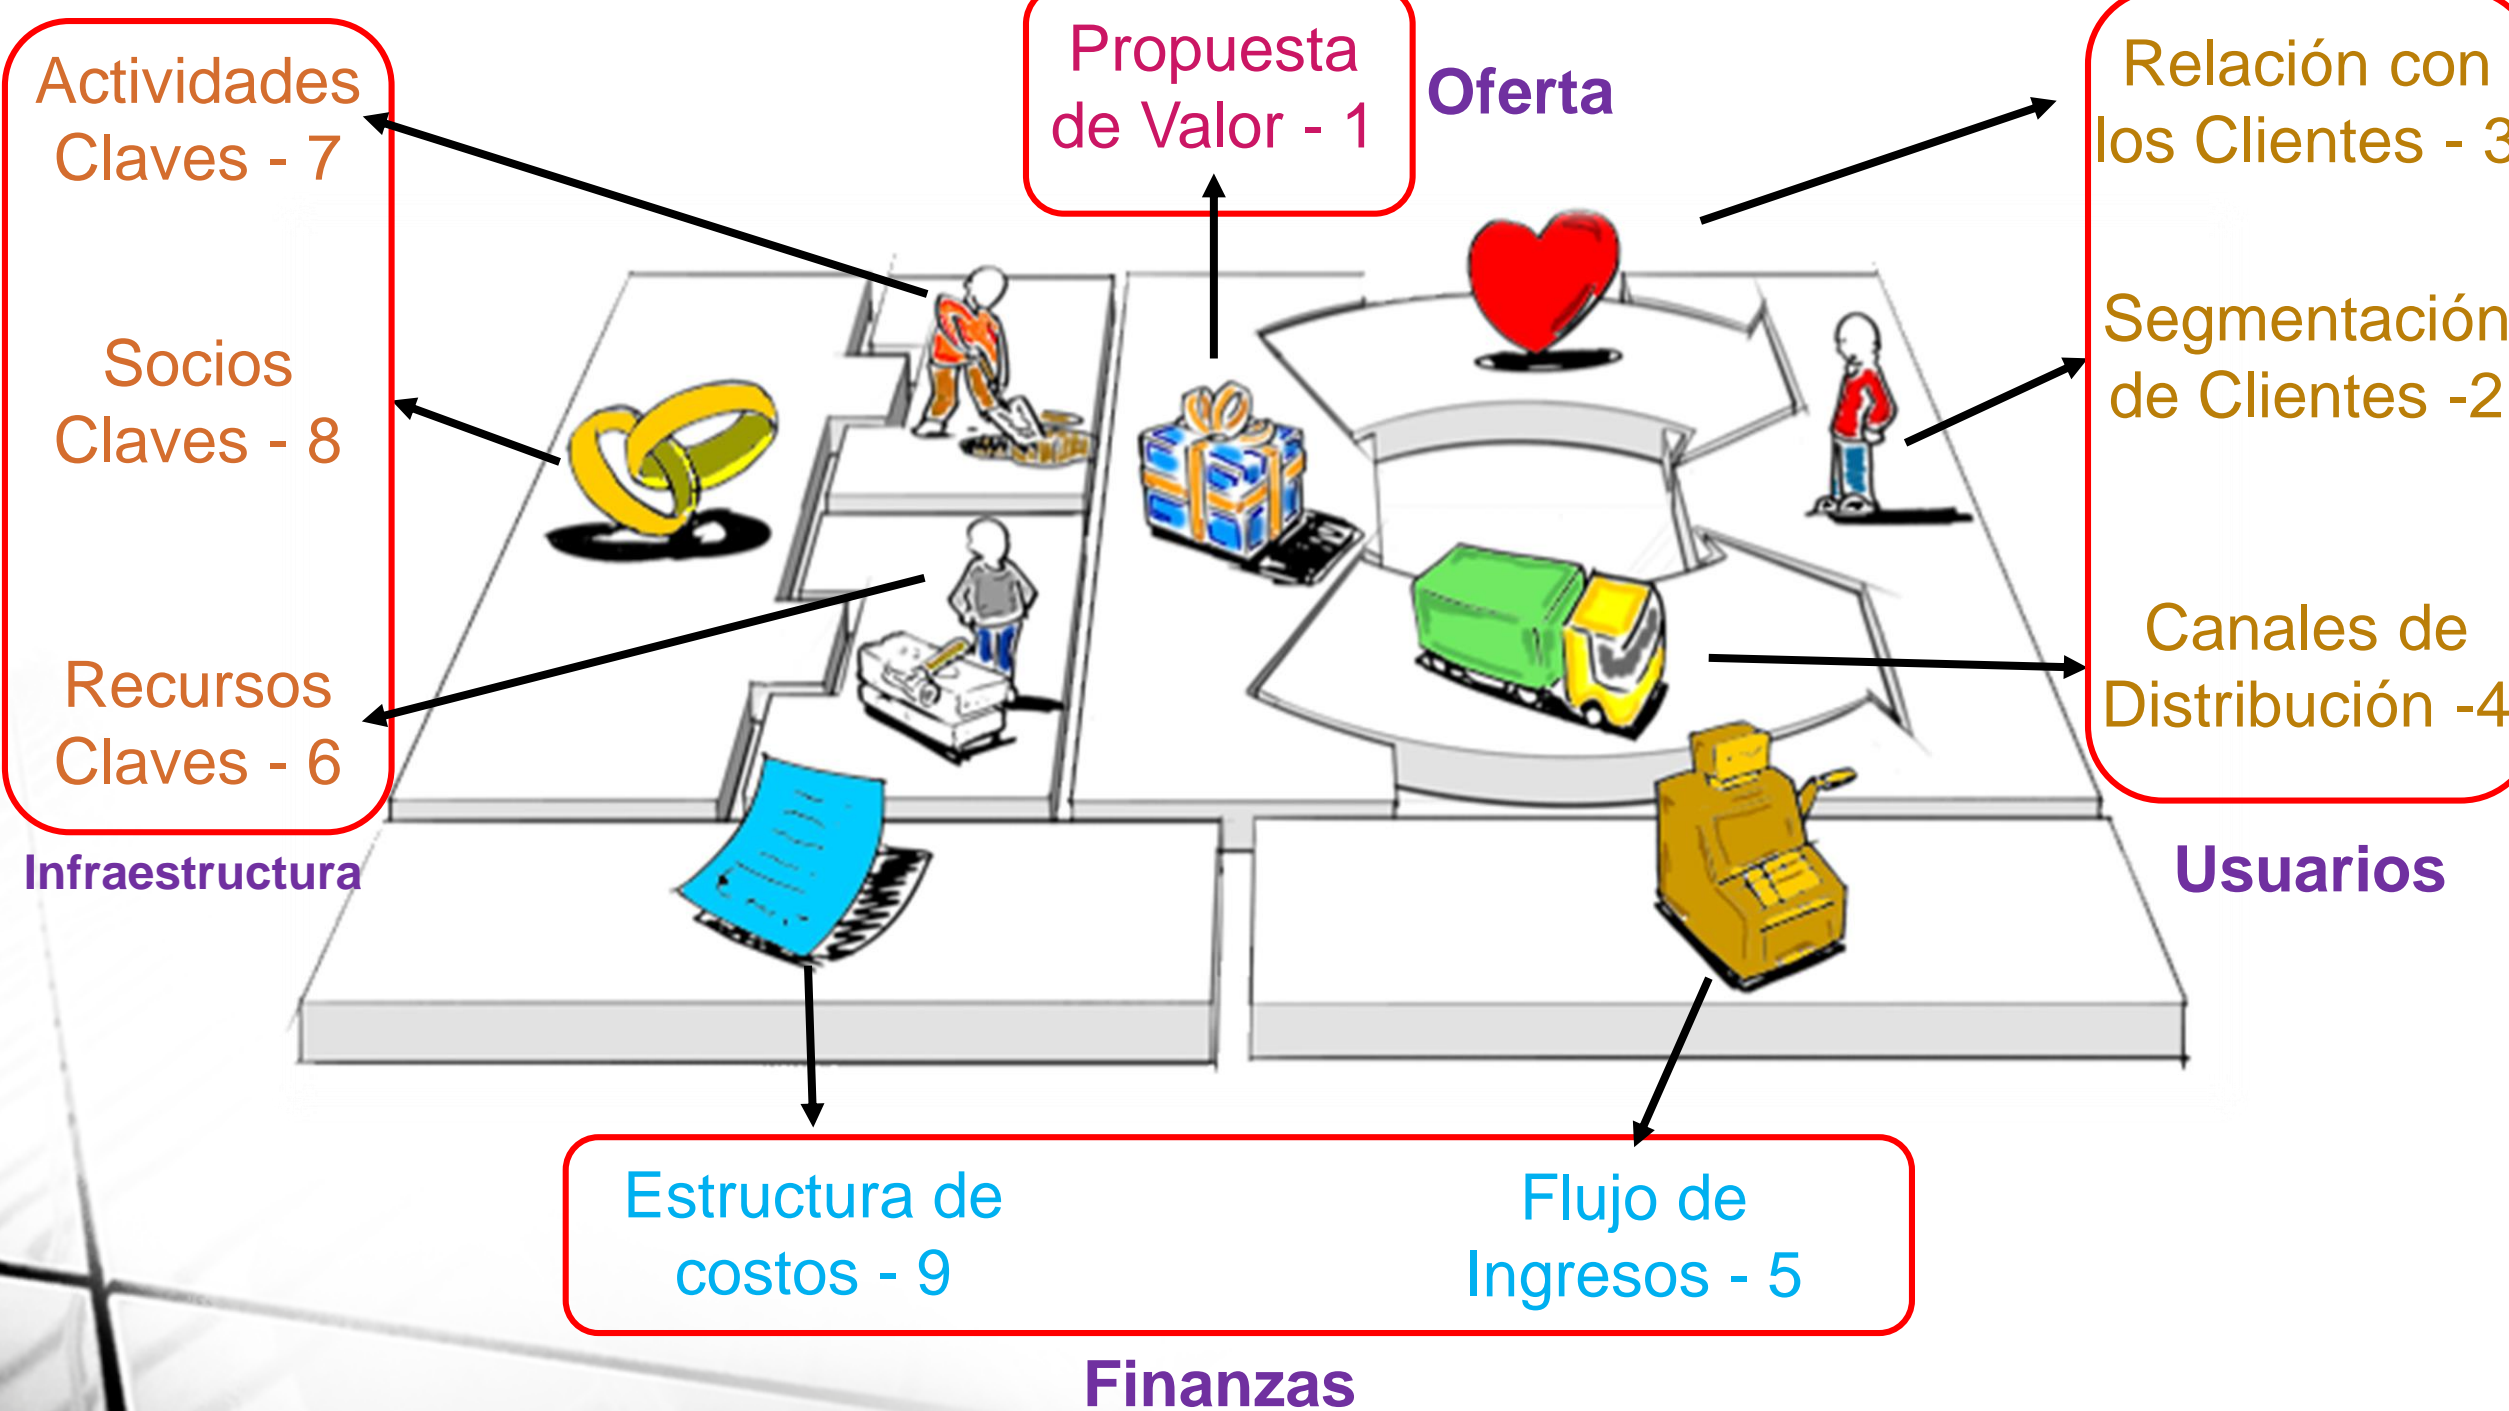 Actividades
Claves - 7
Socios
Claves - 8
Recursos
Claves - 6
Infraestructura
Propuesta
de Valor - 1
Oferta
Relación con
los Clientes - 3
Segmentación
de Clientes -2
Canales de
Distribución -4
Usuarios
Estructura de
costos - 9
Flujo de
Ingresos - 5
Finanzas